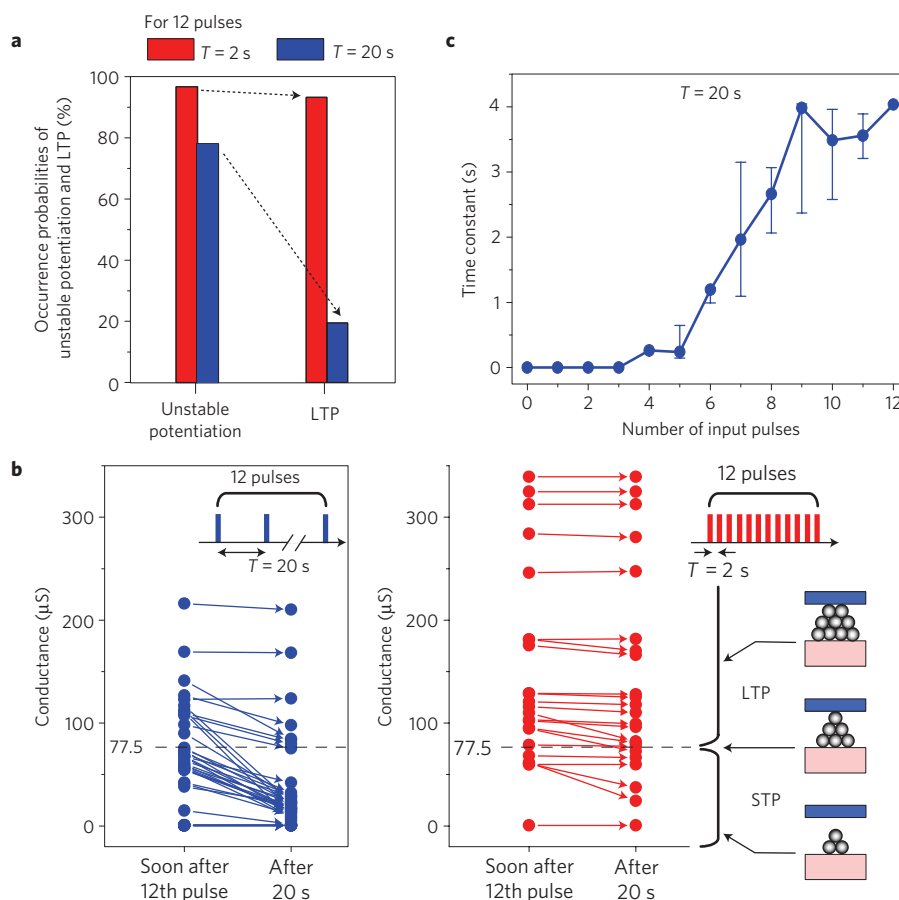 a
For 12 pulses
T = 2 s
T = 20 s
Occurrence probabilities of
unstable potentiation and LTP (%)
100
80
60
40
20
0
Unstable
potentiation
LTP
c
T = 20 s
Time constant (s)
4
3
2
1
0
0
2
4
6
8
10
12
Number of input pulses
b
12 pulses
T = 20 s
Conductance (µS)
300
200
100
77.5
0
Soon after
12th pulse
After
20 s
Conductance (µS)
300
200
100
77.5
0
Soon after
12th pulse
After
20 s
12 pulses
T = 2 s
LTP
STP